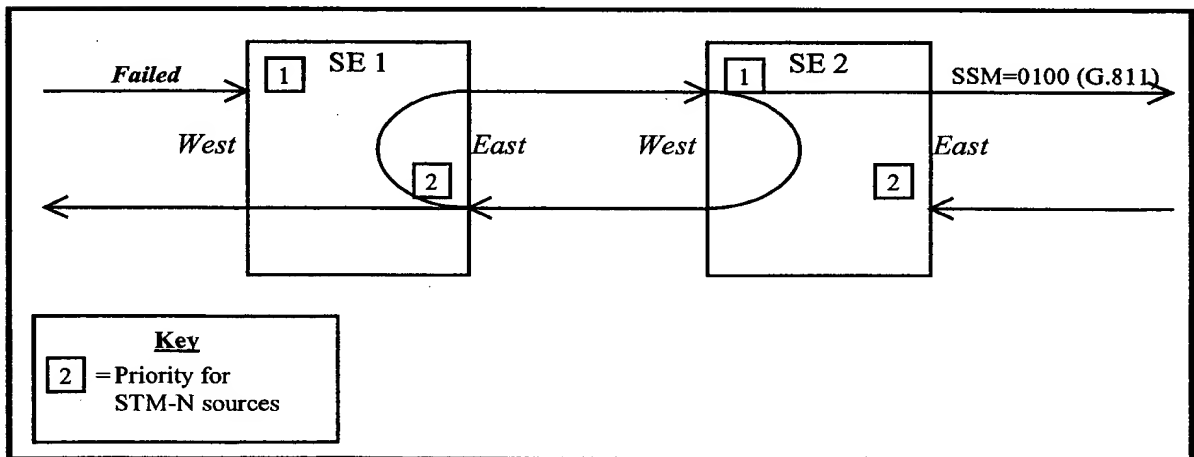 SE 1
SE 2
Failed
1
1
SSM=0100 (G.811)
West
East
West
East
2
2
Key
2 =Priority for
STM-N sources